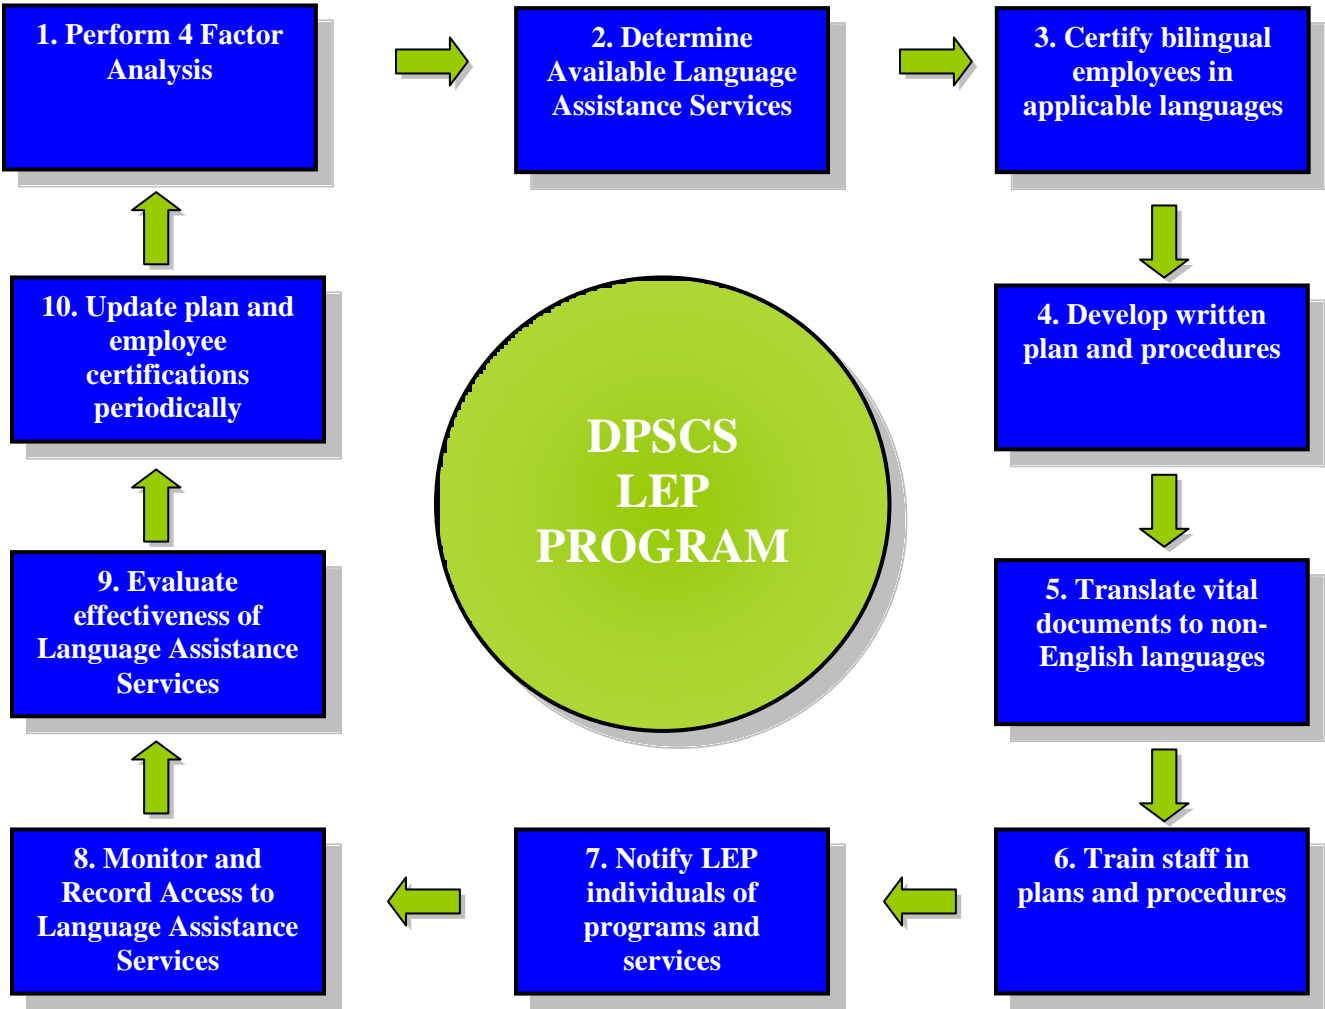 1. Perform 4 Factor
Analysis
2. Determine
Available Language
Assistance Services
3. Certify bilingual
employees in
applicable languages
4. Develop written
plan and procedures
5. Translate vital
documents to non-
English languages
6. Train staff in
plans and procedures
7. Notify LEP
individuals of
programs and
services
8. Monitor and
Record Access to
Language Assistance
Services
9. Evaluate
effectiveness of
Language Assistance
Services
10. Update plan and
employee
certifications
periodically
DPSCS
LEP
PROGRAM